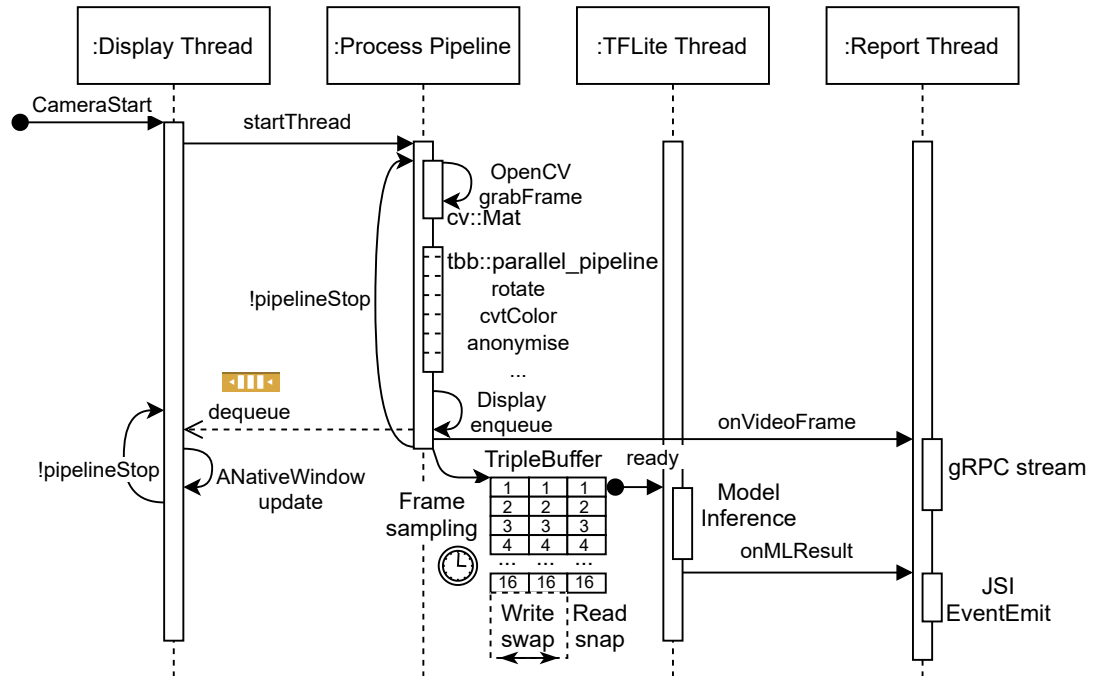 :Display Thread
:Process Pipeline
:TFLite Thread
:Report Thread
CameraStart
startThread
OpenCV
grabFrame
cv::Mat
tbb::parallel_pipeline
rotate
cvtColor
anonymise
...
!pipelineStop
dequeue
Display
enqueue
onVideoFrame
!pipelineStop
ANativeWindow
update
gRPC stream
TripleBuffer
ready
Frame
sampling
1 1 1
2 2 2
3 3 3
4 4 4
... ... ...
16 16 16
Model
Inference
onMLResult
Write
swap
Read
snap
JSI
EventEmit